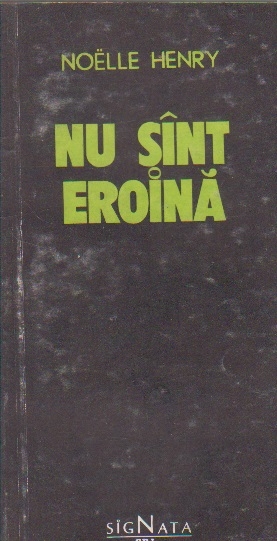 NOËLLE HENRY
NU SÎNT
EROINĂ
SIGNATA